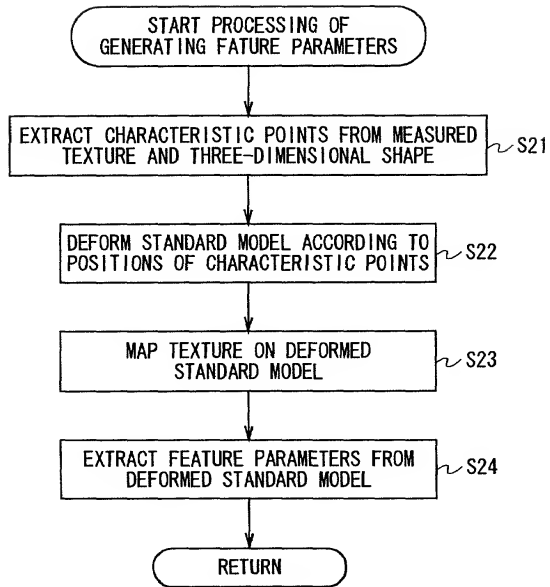 START PROCESSING OF
GENERATING FATURE PARAMETERS
EXTRACT CHARACTERISTIC POINTS FROM MEASURED
TEXTURE AND THREE-DIMENSIONAL SHAPE
S21
DEFORM STANDARD MODEL ACCORDING TO
POSITIONS OF CHARACTERISTIC POINTS
S22
MAP TEXTURE ON DEFORMED
STANDARD MODEL
S23
EXTRACT FEATURE PARAMETERS FROM
DEFORMED STANDARD MODEL
S24
RETURN